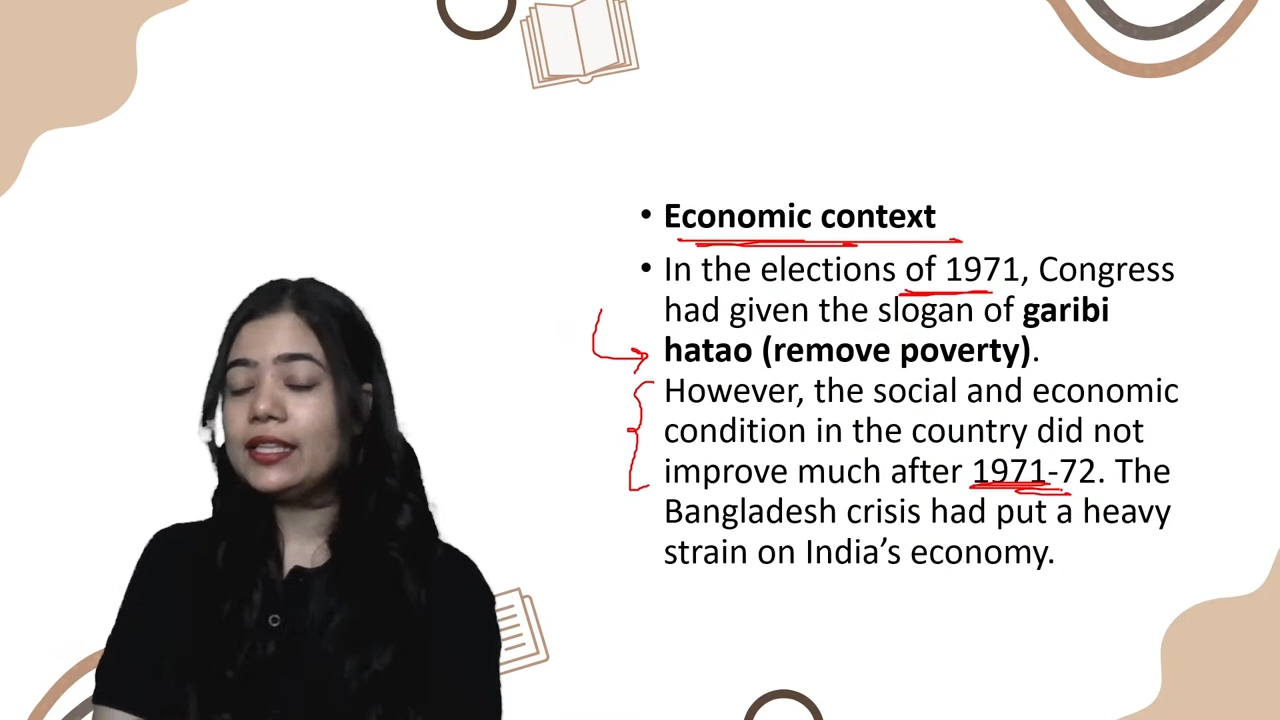 • Economic context
• In the elections of 1971, Congress
had given the slogan of garibi
hatao (remove poverty).
However, the social and economic
condition in the country did not
improve much after 1971-72. The
Bangladesh crisis had put a heavy
strain on India’s economy.